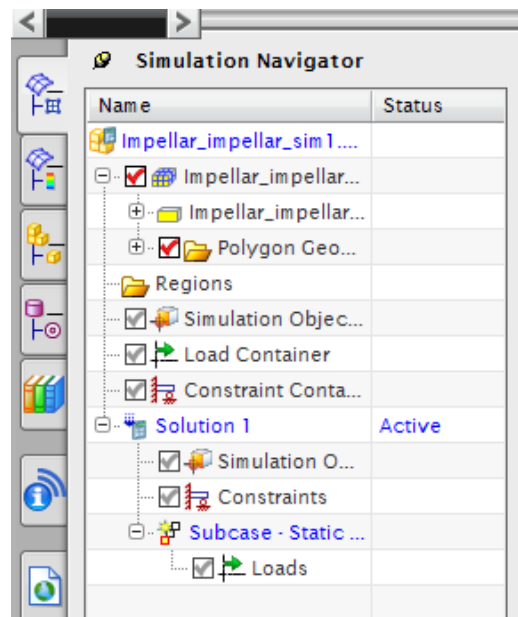 Simulation Navigator
Name Status
Impellar_impellar_sim1....
Impellar_impellar...
Impellar_impellar...
Polygon Geo...
Regions
Simulation Objec...
Load Container
Constraint Conta...
Solution 1 Active
Simulation O...
Constraints
Subcase - Static ...
Loads